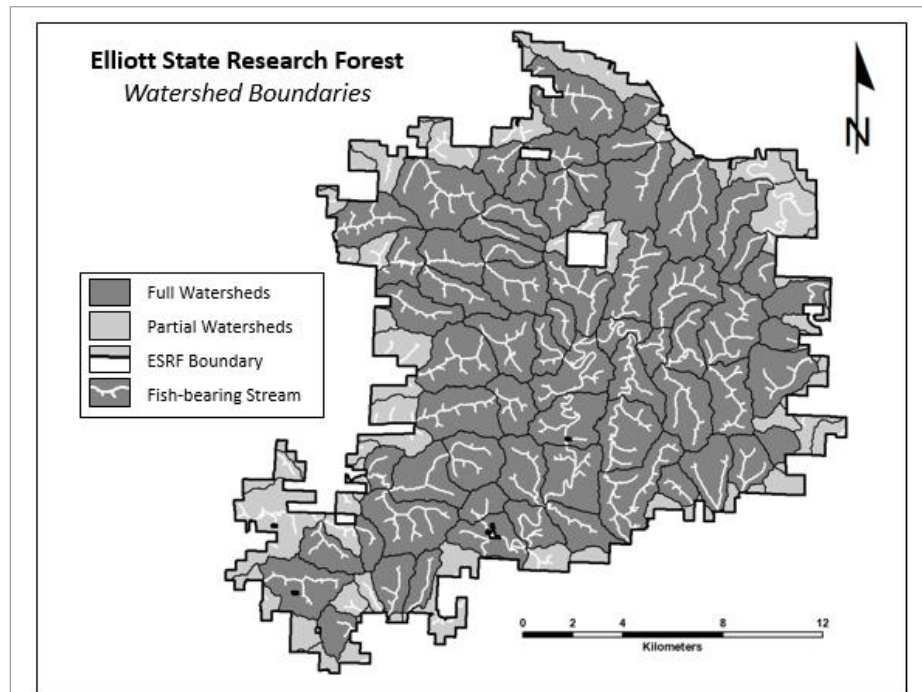 Elliott State Research Forest
Watershed Boundaries
N
Full Watersheds
Partial Watersheds
ESRF Boundary
Fish-bearing Stream
0 2 4 8 12
Kilometers